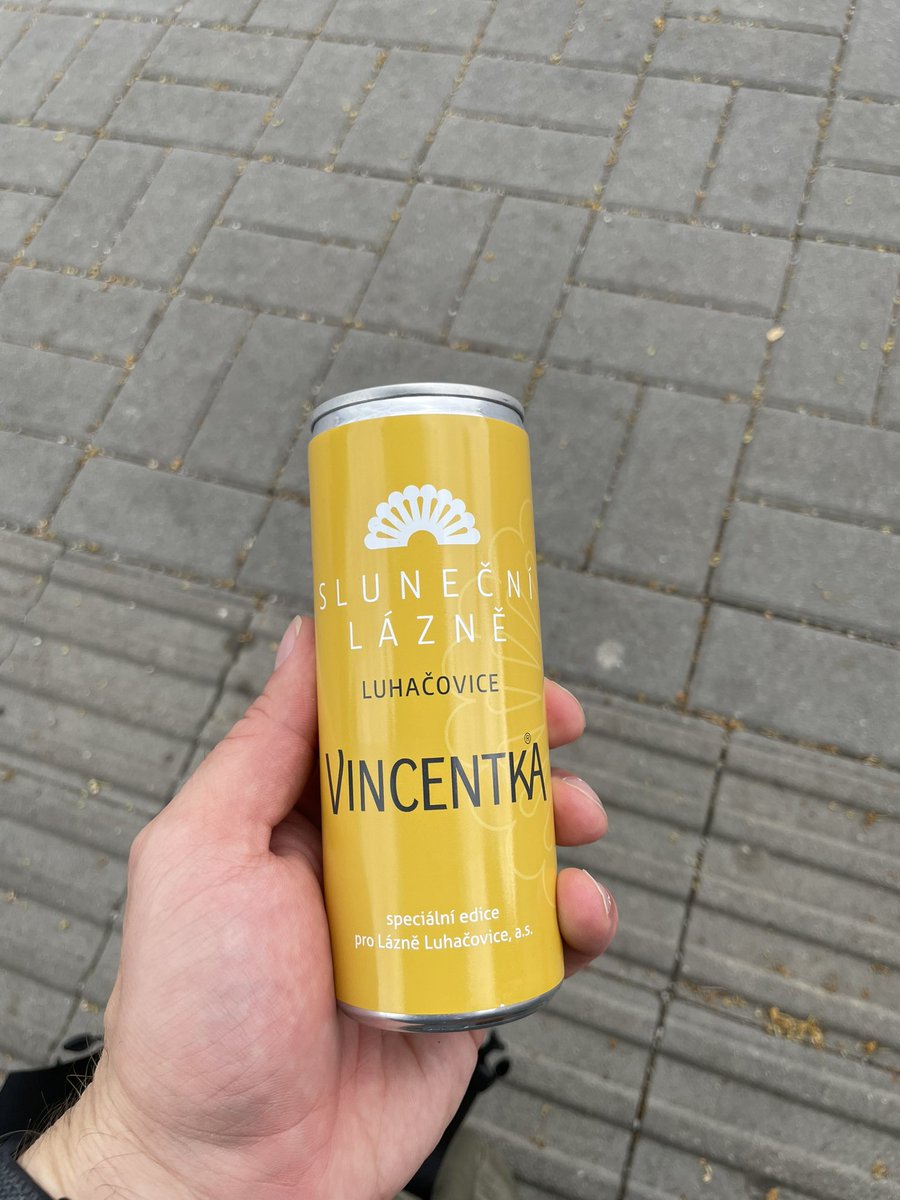 SLUNEČNÍ
LÁZNĚ
LUHAČOVICE
VINCENTKA®
speciální edice
pro Lázně Luhačovice, a.s.